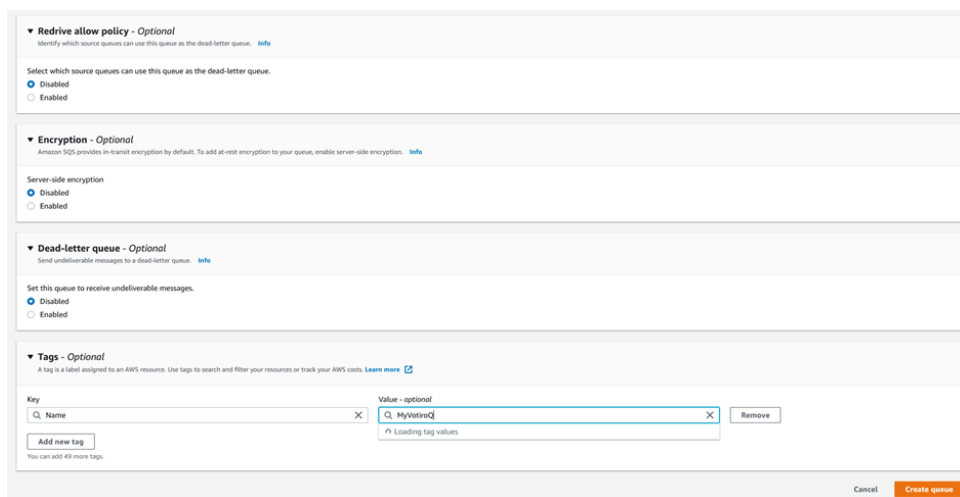 Redrive allow policy - Optional
Identify which source queues can use this queue as the dead-letter queue. Info
Select which source queues can use this queue as the dead-letter queue.
Disabled
Enabled
Encryption - Optional
Amazon SQS provides in-transit encryption by default. To add at-rest encryption to your queue, enable server-side encryption. Info
Server-side encryption
Disabled
Enabled
Dead-letter queue - Optional
Send undeliverable messages to a dead-letter queue. Info
Set this queue to receive undeliverable messages.
Disabled
Enabled
Tags - Optional
A tag is a label assigned to an AWS resource. Use tags to search and filter your resources or track your AWS costs. Learn more
Key Value - optional
Name MyVotiroQ Remove
Loading tag values
Add new tag
You can add 49 more tags.
Cancel Create queue